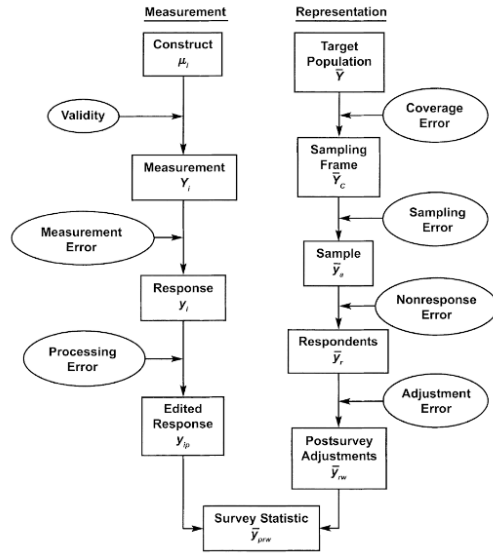 Measurement
Representation
Construct
μi
Target
Population
Ȳ
Validity
Coverage
Error
Measurement
Yi
Sampling
Frame
ȲC
Measurement
Error
Sampling
Error
Response
yi
Sample
ȳs
Processing
Error
Nonresponse
Error
Respondents
ȳr
Adjustment
Error
Edited
Response
yip
Postsurvey
Adjustments
ȳrw
Survey Statistic
ȳprw